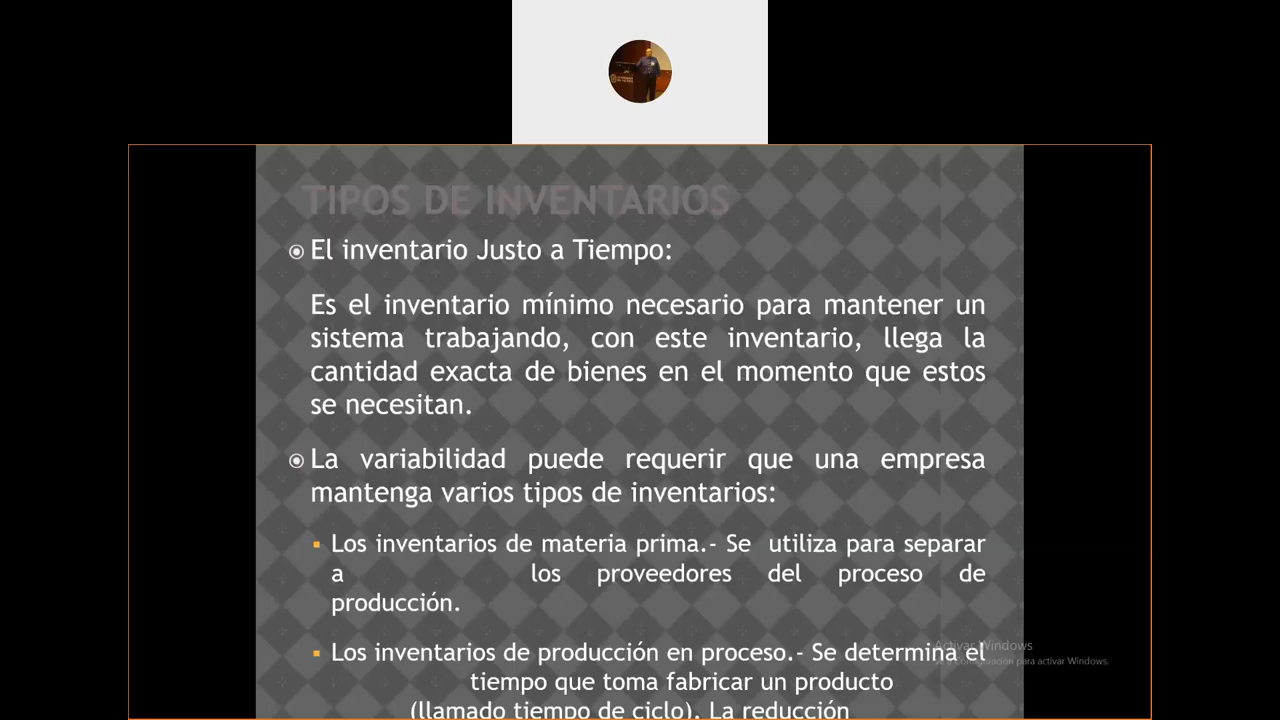 TIPOS DE INVENTARIOS
El inventario Justo a Tiempo:
Es el inventario mínimo necesario para mantener un
sistema trabajando, con este inventario, llega la
cantidad exacta de bienes en el momento que estos
se necesitan.
La variabilidad puede requerir que una empresa
mantenga varios tipos de inventarios:
Los inventarios de materia prima.- Se utiliza para separar
a los proveedores del proceso de
producción.
Los inventarios de producción en proceso.- Se determina el
tiempo que toma fabricar un producto
(llamado tiempo de ciclo). La reducción
Activar Windows
configuración para activar Windows.